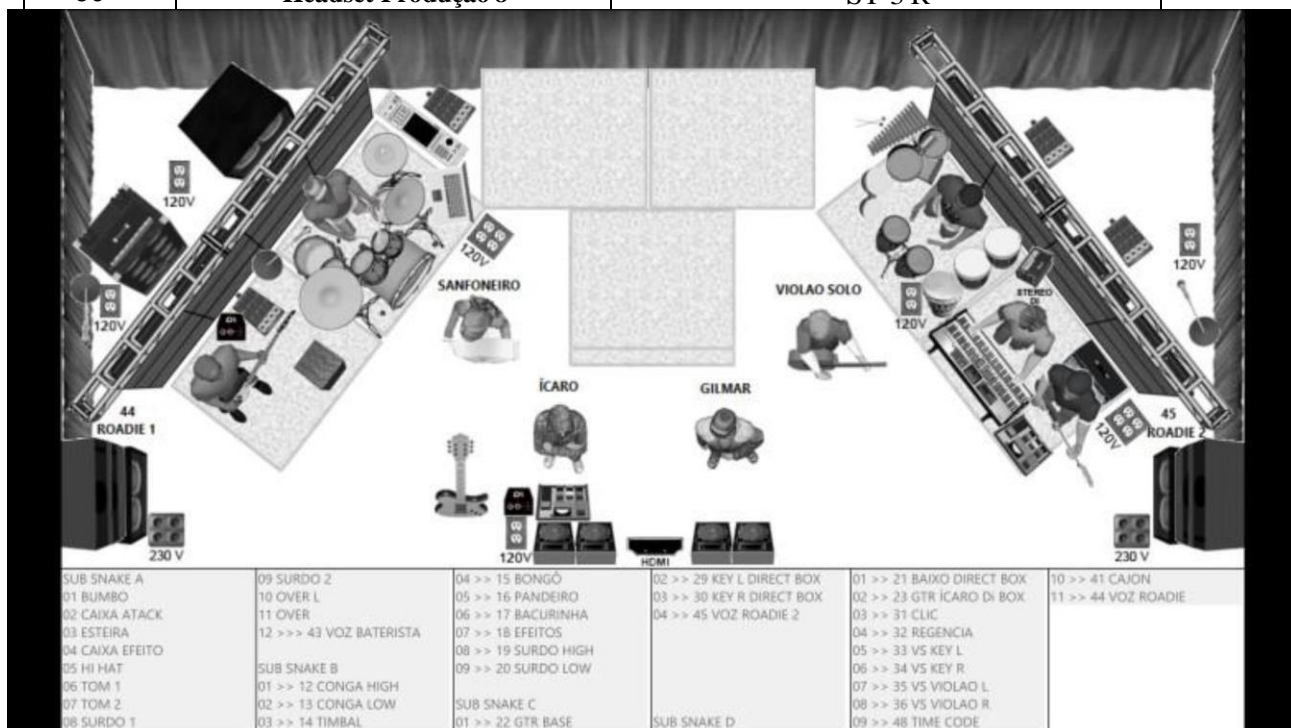 Headset Produção 8
SY 3 R
120V
120V
D1
120V
SANFONEIRO
VIOLAO SOLO
STEREO
DI
120V
120V
44
ROADIE 1
ÍCARO
GILMAR
45
ROADIE 2
120V
230 V
DI
120V
HDMI
230 V
SUB SNAKE A
01 BUMBO
02 CAIXA ATACK
03 ESTEIRA
04 CAIXA EFEITO
05 HI HAT
06 TOM 1
07 TOM 2
08 SURDO 1
09 SURDO 2
10 OVER L
11 OVER
12 >>> 43 VOZ BATERISTA
SUB SNAKE B
01 >> 12 CONGA HIGH
02 >> 13 CONGA LOW
03 >> 14 TIMBAL
04 >> 15 BONGÔ
05 >> 16 PANDEIRO
06 >> 17 BACURINHA
07 >> 18 EFEITOS
08 >> 19 SURDO HIGH
09 >> 20 SURDO LOW
SUB SNAKE C
01 >> 22 GTR BASE
02 >> 29 KEY L DIRECT BOX
03 >> 30 KEY R DIRECT BOX
04 >> 45 VOZ ROADIE 2
SUB SNAKE D
01 >> 21 BAIXO DIRECT BOX
02 >> 23 GTR ÍCARO Di BOX
03 >> 31 CLIC
04 >> 32 REGENCIA
05 >> 33 VS KEY L
06 >> 34 VS KEY R
07 >> 35 VS VIOLAO L
08 >> 36 VS VIOLAO R
09 >> 48 TIME CODE
10 >> 41 CAJON
11 >> 44 VOZ ROADIE